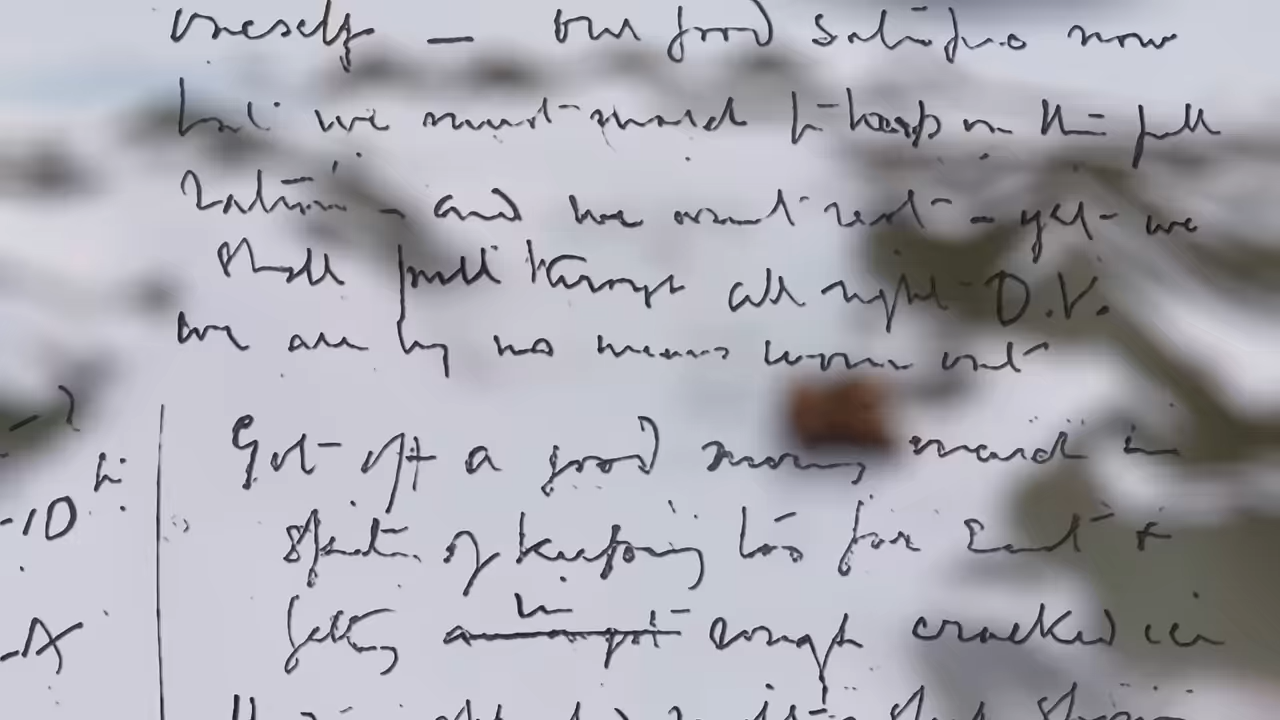 oneself — our food satisfies now
but we must march to keep on the full
ration – and we want rest – yet we
shall pull through all right D.V.
we are by no means worn out
Got off a good morning march in
-10
spite of keeping too far East &
in
getting rough cracked ice